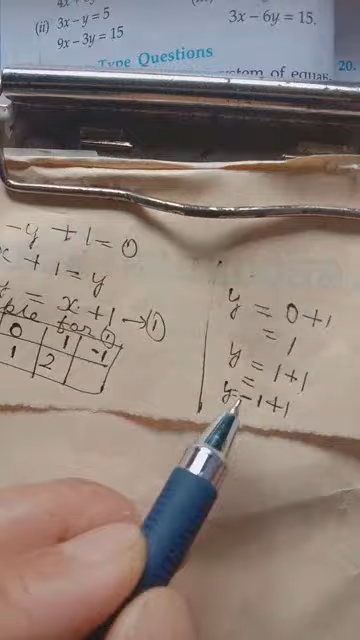 (ii) 3x − y = 5
9x − 3y = 15
3x − 6y = 15.
Type Questions
20.
of equa
−y + 1 = 0
x + 1 = y
= x + 1 → ①
for ①
0 1 −1
1 2
y = 0+1
= 1
y = 1+1
=
y = −1+1